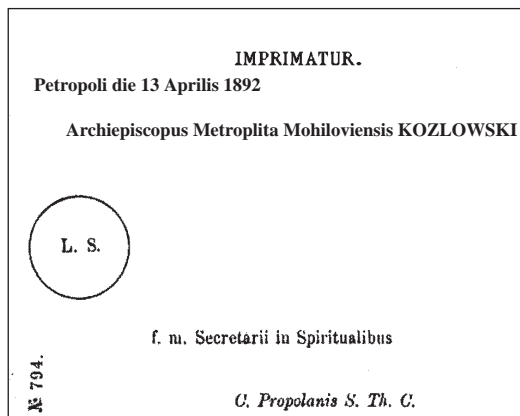 IMPRIMATUR.
Petropoli die 13 Aprilis 1892
Archiepiscopus Metroplita Mohiloviensis KOZLOWSKI
L. S.
f. m. Secretarii in Spiritualibus
№ 794.
C. Propolanis S. Th. C.